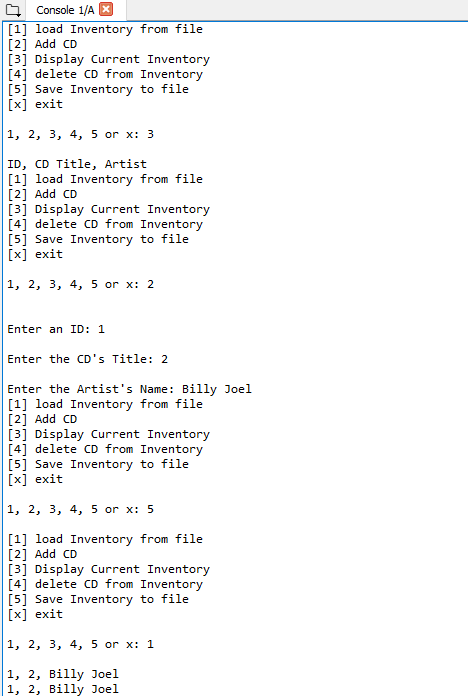 Console 1/A
[1] load Inventory from file
[2] Add CD
[3] Display Current Inventory
[4] delete CD from Inventory
[5] Save Inventory to file
[x] exit
1, 2, 3, 4, 5 or x: 3
ID, CD Title, Artist
[1] load Inventory from file
[2] Add CD
[3] Display Current Inventory
[4] delete CD from Inventory
[5] Save Inventory to file
[x] exit
1, 2, 3, 4, 5 or x: 2
Enter an ID: 1
Enter the CD's Title: 2
Enter the Artist's Name: Billy Joel
[1] load Inventory from file
[2] Add CD
[3] Display Current Inventory
[4] delete CD from Inventory
[5] Save Inventory to file
[x] exit
1, 2, 3, 4, 5 or x: 5
[1] load Inventory from file
[2] Add CD
[3] Display Current Inventory
[4] delete CD from Inventory
[5] Save Inventory to file
[x] exit
1, 2, 3, 4, 5 or x: 1
1, 2, Billy Joel
1, 2, Billy Joel